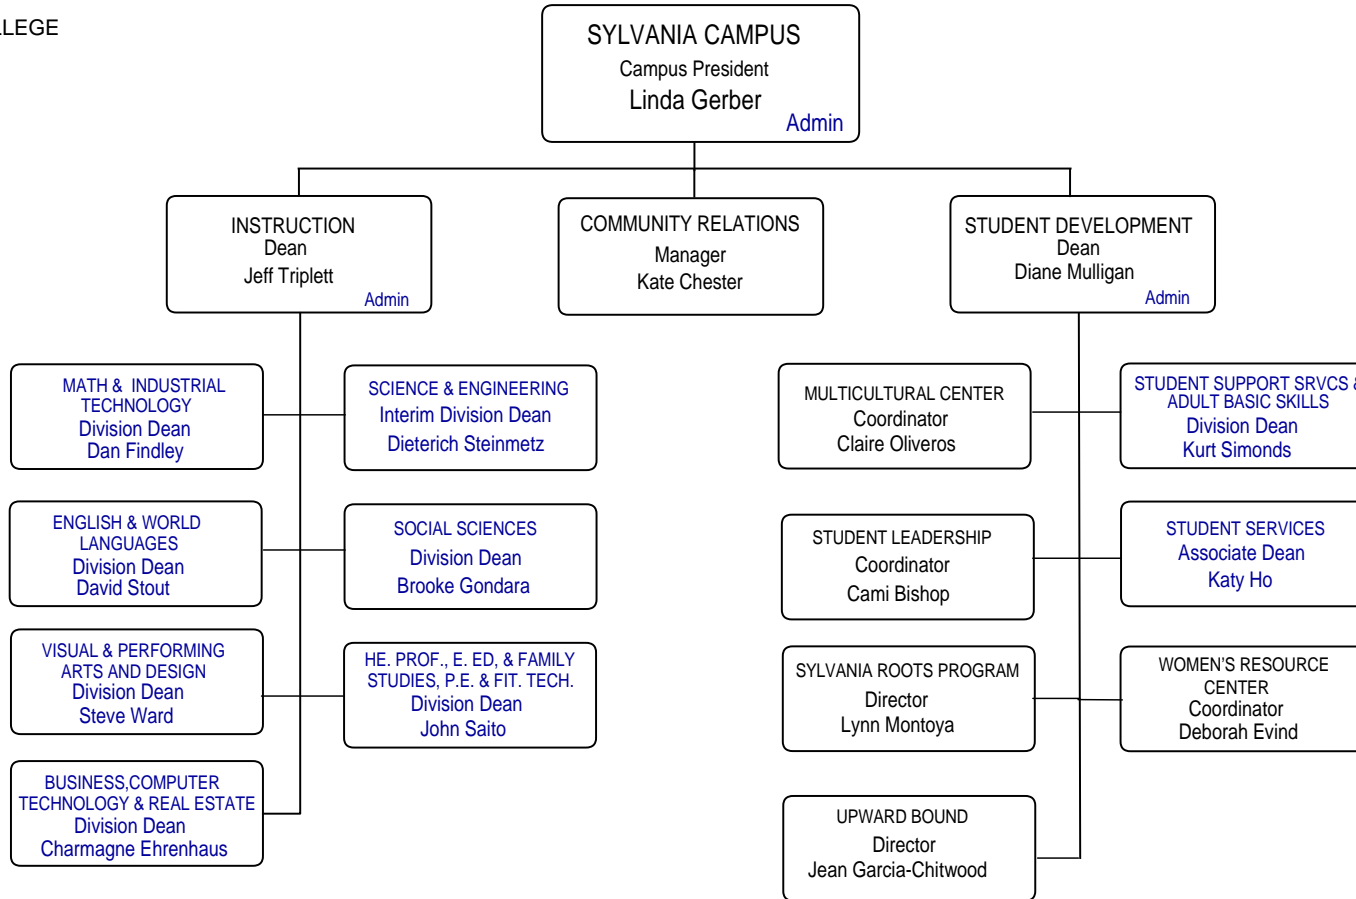 LLEGE
SYLVANIA CAMPUS
Campus President
Linda Gerber
Admin
INSTRUCTION
Dean
Jeff Triplett
Admin
COMMUNITY RELATIONS
Manager
Kate Chester
STUDENT DEVELOPMENT
Dean
Diane Mulligan
Admin
MATH & INDUSTRIAL
TECHNOLOGY
Division Dean
Dan Findley
SCIENCE & ENGINEERING
Interim Division Dean
Dieterich Steinmetz
MULTICULTURAL CENTER
Coordinator
Claire Oliveros
STUDENT SUPPORT SRVCS &
ADULT BASIC SKILLS
Division Dean
Kurt Simonds
ENGLISH & WORLD
LANGUAGES
Division Dean
David Stout
SOCIAL SCIENCES
Division Dean
Brooke Gondara
STUDENT LEADERSHIP
Coordinator
Cami Bishop
STUDENT SERVICES
Associate Dean
Katy Ho
VISUAL & PERFORMING
ARTS AND DESIGN
Division Dean
Steve Ward
HE. PROF., E. ED, & FAMILY
STUDIES, P.E. & FIT. TECH.
Division Dean
John Saito
SYLVANIA ROOTS PROGRAM
Director
Lynn Montoya
WOMEN'S RESOURCE
CENTER
Coordinator
Deborah Evind
BUSINESS,COMPUTER
TECHNOLOGY & REAL ESTATE
Division Dean
Charmagne Ehrenhaus
UPWARD BOUND
Director
Jean Garcia-Chitwood